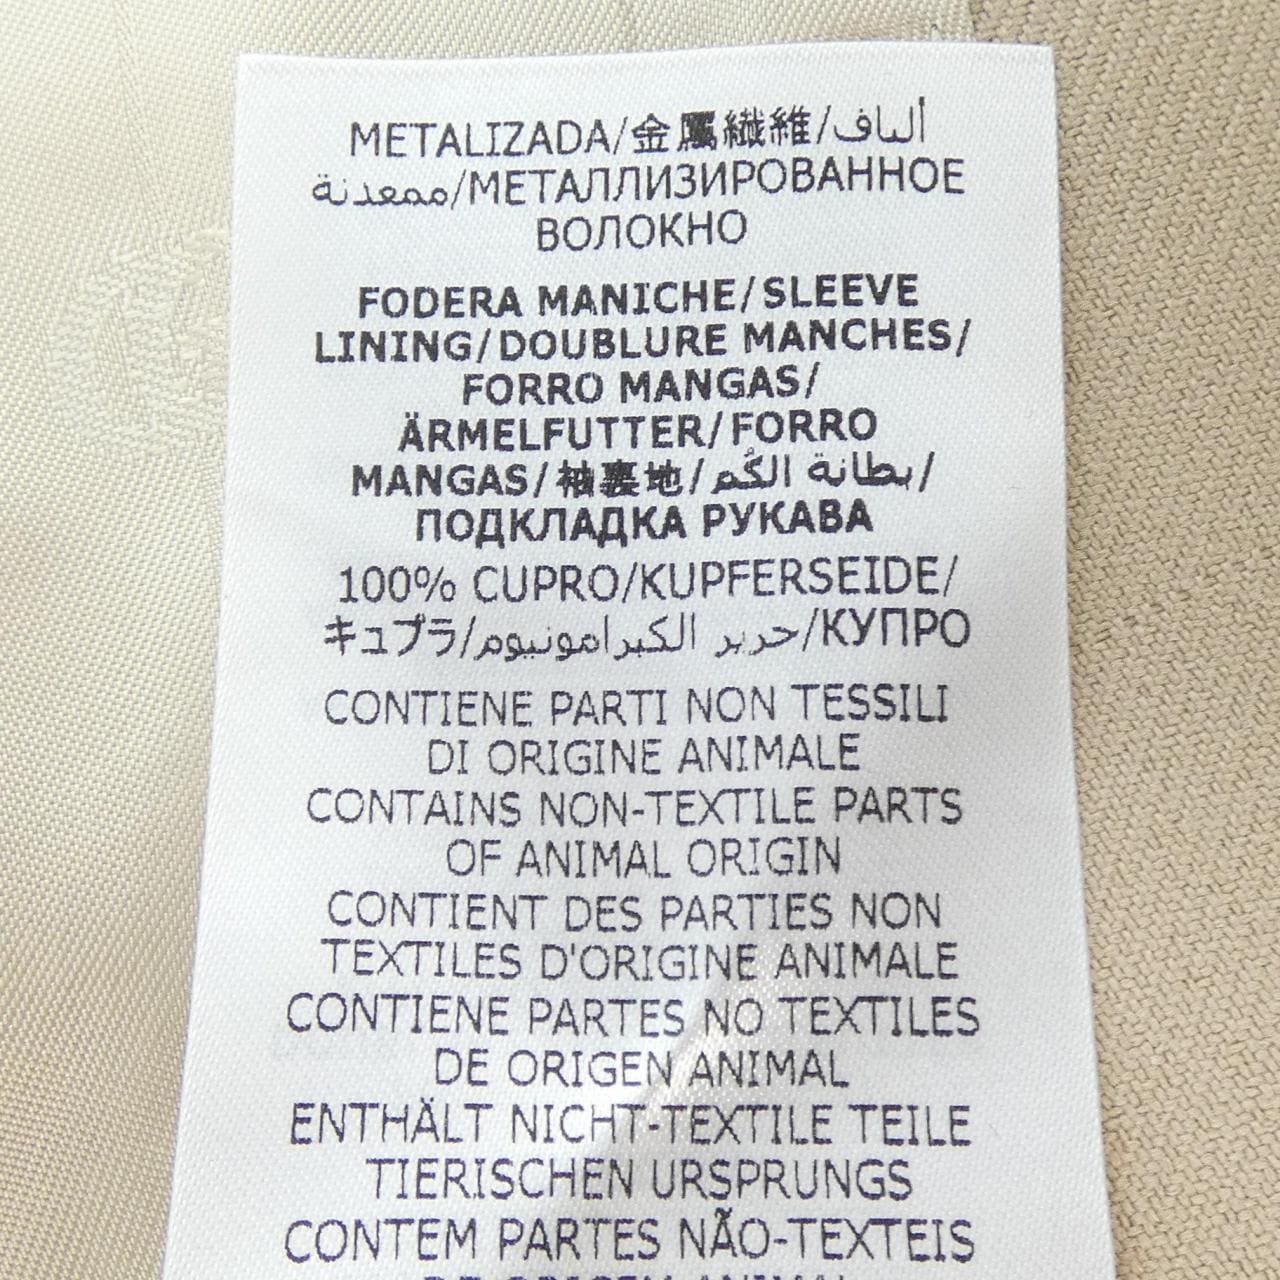 METALIZADA/金属繊維/ألياف
ممعدنة/МЕТАЛЛИЗИРОВАННОЕ
ВОЛОКНО
FODERA MANICHE/SLEEVE
LINING/DOUBLURE MANCHES/
FORRO MANGAS/
ÄRMELFUTTER/FORRO
MANGAS/袖裏地/بطانة الكُم/
ПОДКЛАДКА РУКАВА
100% CUPRO/KUPFERSEIDE/
キュプラ/حرير الكبرامونيوم/КУПРО
CONTIENE PARTI NON TESSILI
DI ORIGINE ANIMALE
CONTAINS NON-TEXTILE PARTS
OF ANIMAL ORIGIN
CONTIENT DES PARTIES NON
TEXTILES D'ORIGINE ANIMALE
CONTIENE PARTES NO TEXTILES
DE ORIGEN ANIMAL
ENTHÄLT NICHT-TEXTILE TEILE
TIERISCHEN URSPRUNGS
CONTEM PARTES NÃO-TEXTEIS